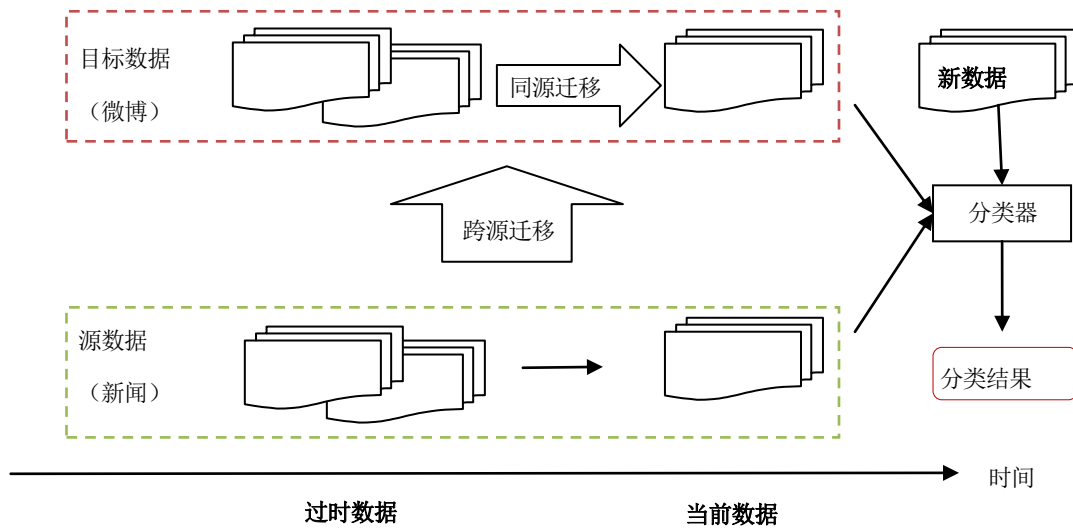 目标数据
（微博）
同源迁移
新数据
跨源迁移
分类器
源数据
（新闻）
分类结果
时间
过时数据
当前数据